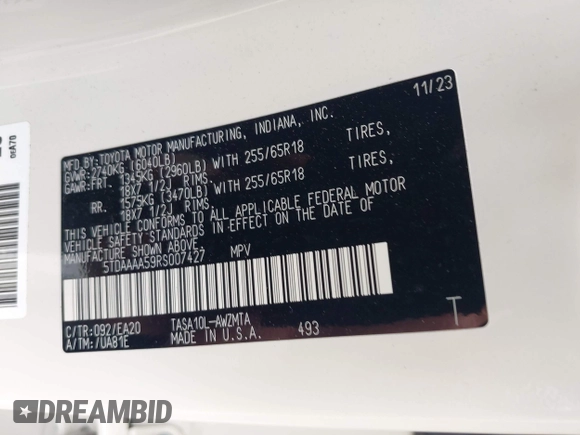 11/23
MFD.BY:TOYOTA MOTOR MANUFACTURING, INDIANA, INC.
GVWR:2740KG (6040LB)
GAWR:FRT. 1345KG (2960LB) WITH 255/65R18 TIRES,
18X7 1/2J RIMS.
RR. 1575KG (3470LB) WITH 255/65R18 TIRES,
18X7 1/2J RIMS.
THIS VEHICLE CONFORMS TO ALL APPLICABLE FEDERAL MOTOR
VEHICLE SAFETY STANDARDS IN EFFECT ON THE DATE OF
MANUFACTURE SHOWN ABOVE.
5TDAAAA59RS007427 MPV
C/TR:092/EA20 TASA10L-AWZMTA
A/TM:/UA81E MADE IN U.S.A. 493
T
DREAMBID